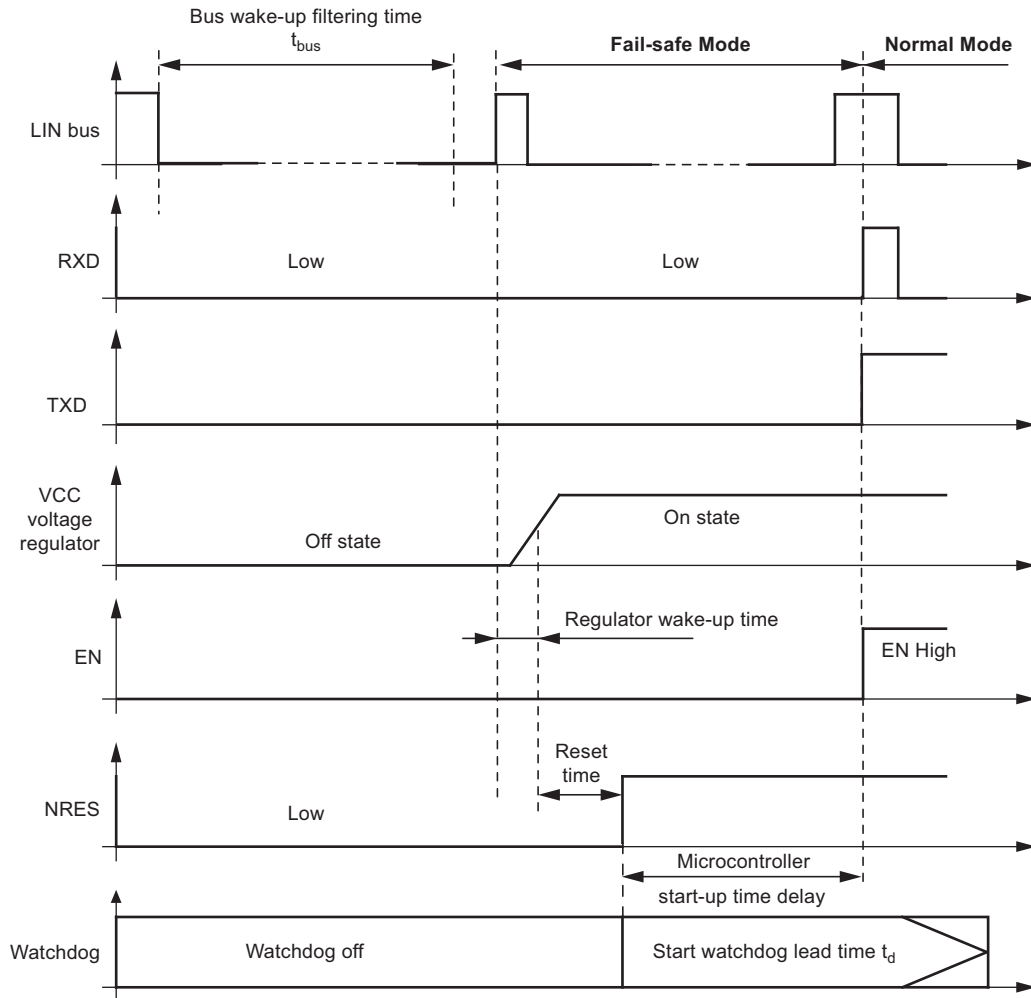 Bus wake-up filtering time
tbus
Fail-safe Mode
Normal Mode
LIN bus
RXD
Low
Low
TXD
VCC
voltage
regulator
Off state
On state
Regulator wake-up time
EN
EN High
Reset
time
NRES
Low
Microcontroller
start-up time delay
Watchdog
Watchdog off
Start watchdog lead time td